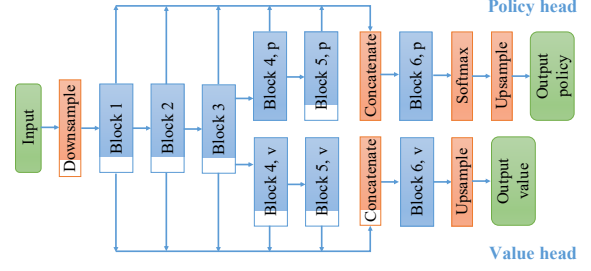 Policy head
Input
Downsample
Block 1
Block 2
Block 3
Block 4, p
Block 5, p
Concatenate
Block 6, p
Softmax
Upsample
Output
policy
Block 4, v
Block 5, v
Concatenate
Block 6, v
Upsample
Output
value
Value head